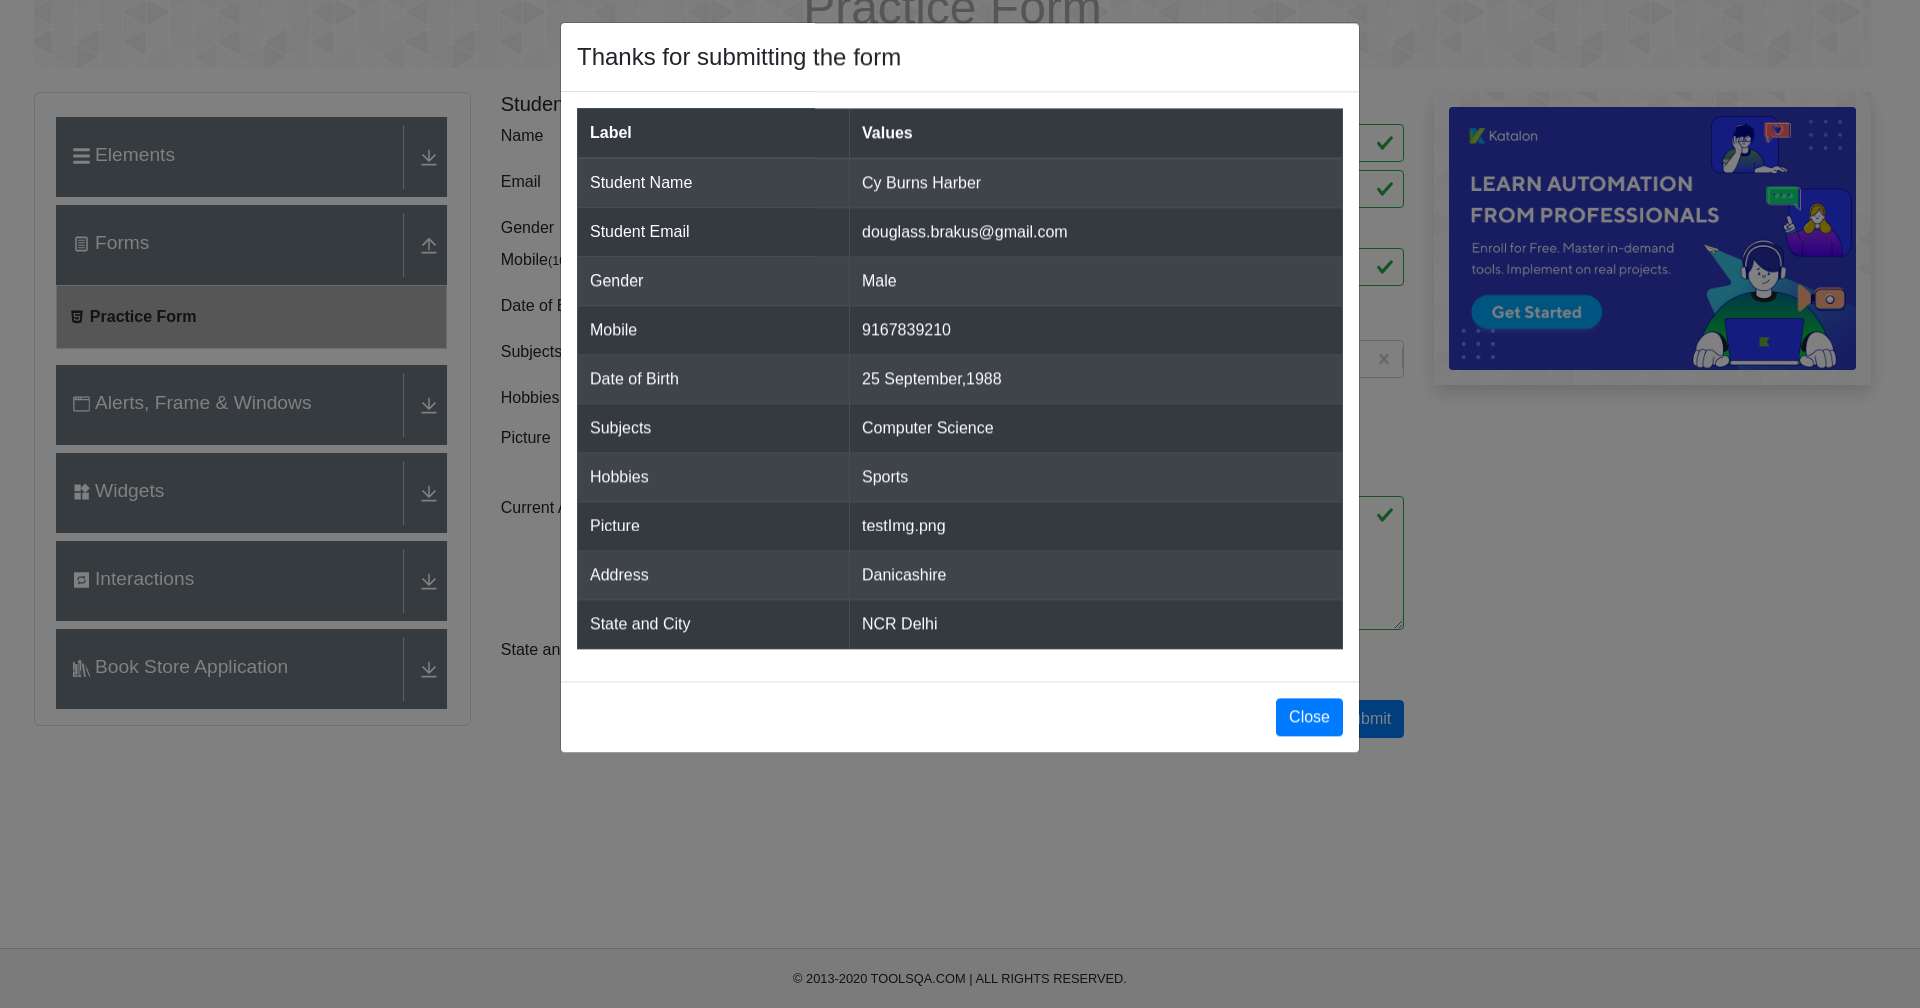 Practice Form
Thanks for submitting the form
Label Values
Student Name Cy Burns Harber
Student Email douglass.brakus@gmail.com
Gender Male
Mobile 9167839210
Date of Birth 25 September,1988
Subjects Computer Science
Hobbies Sports
Picture testImg.png
Address Danicashire
State and City NCR Delhi
Close
Elements
Forms
Practice Form
Alerts, Frame & Windows
Widgets
Interactions
Book Store Application
Studen
Name
Email
Gender
Mobile(10
Date of B
Subjects
Hobbies
Picture
Current A
State an
bmit
Katalon
LEARN AUTOMATION
FROM PROFESSIONALS
Enroll for Free. Master in-demand
tools. Implement on real projects.
Get Started
© 2013-2020 TOOLSQA.COM | ALL RIGHTS RESERVED.